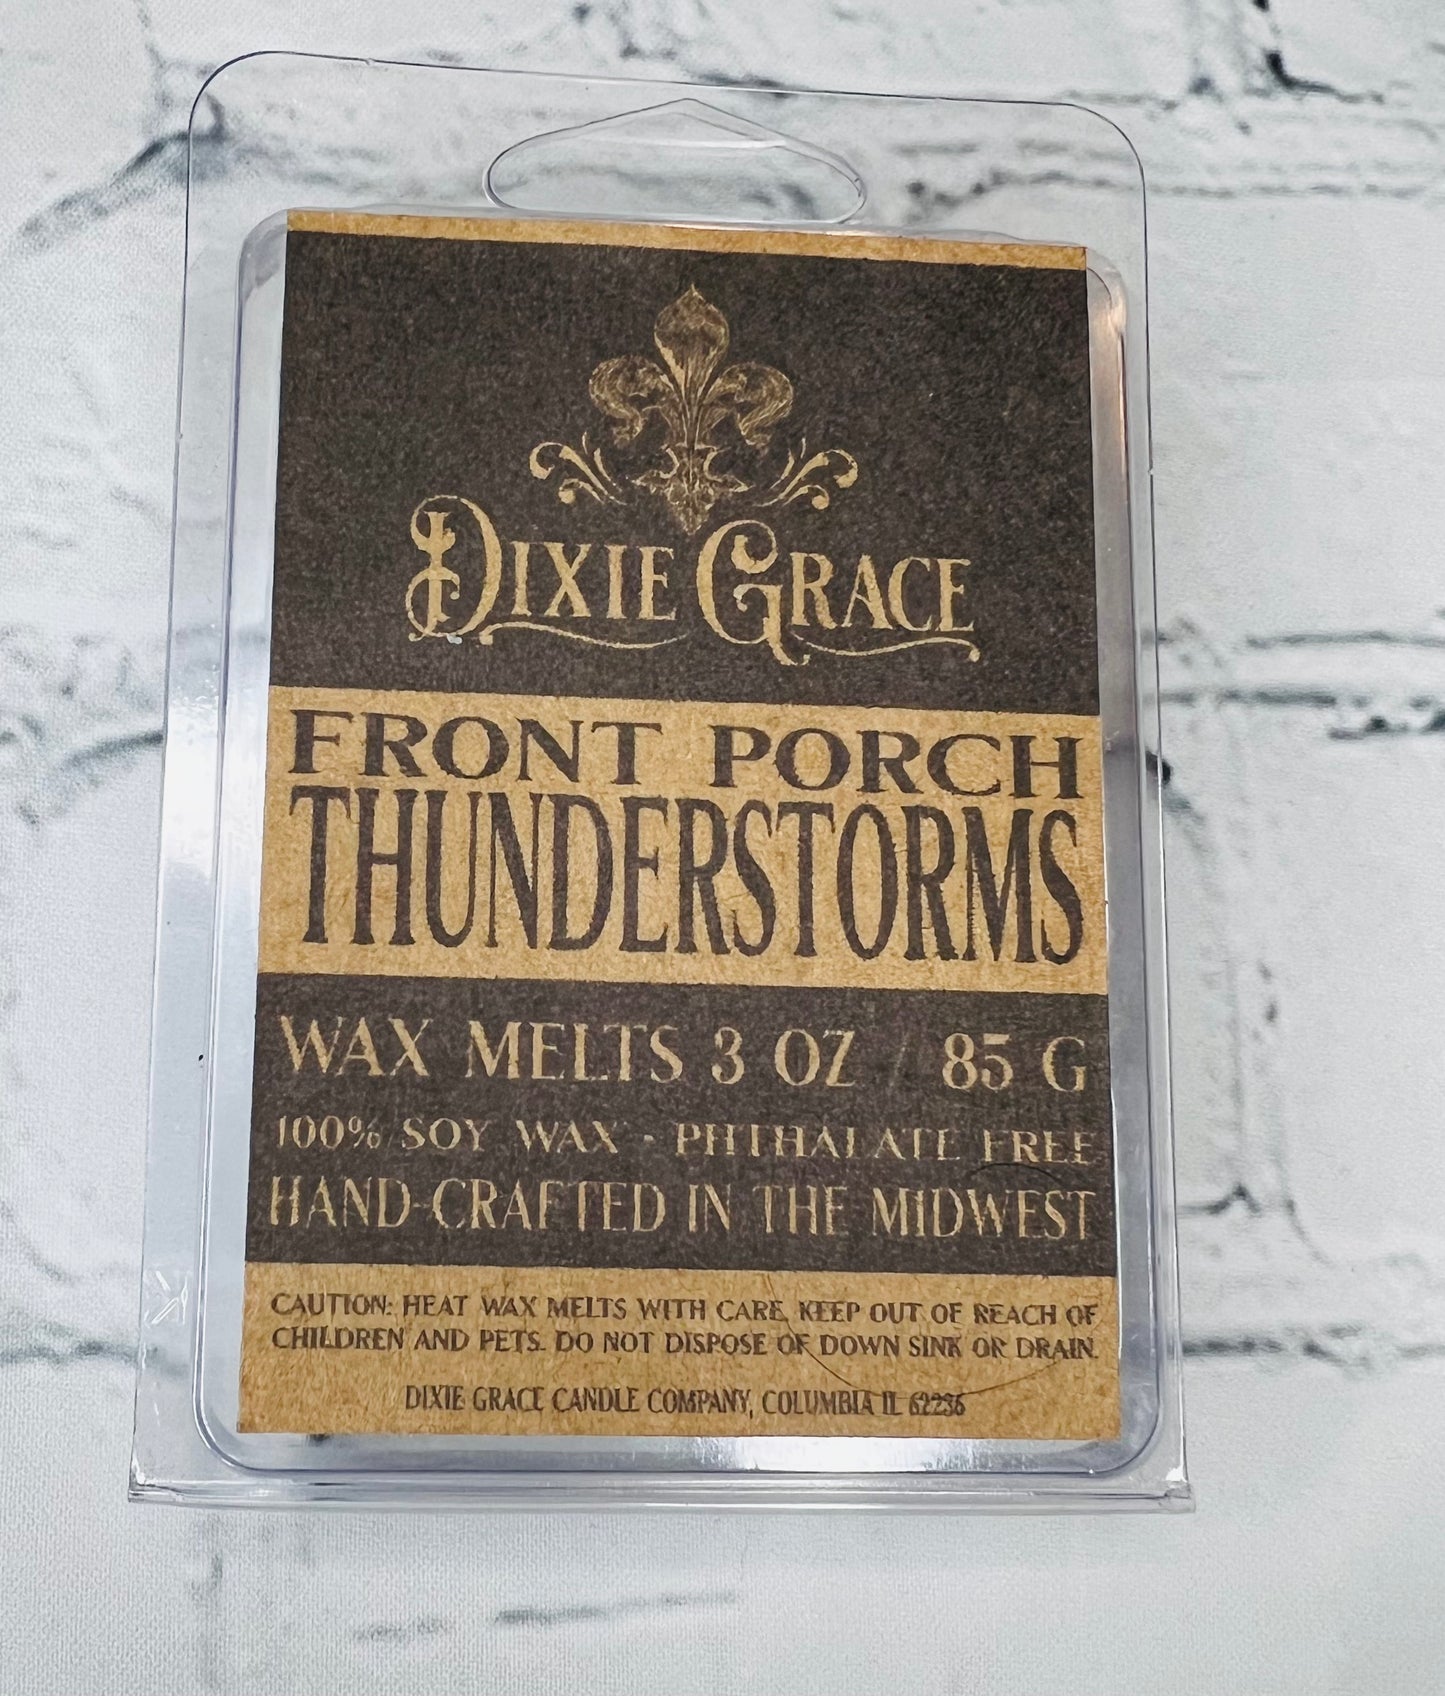 DIXIE GRACE
FRONT PORCH
THUNDERSTORMS
WAX MELTS 3 OZ / 85 G
100% SOY WAX - PHTHALATE FREE
HAND-CRAFTED IN THE MIDWEST
CAUTION: HEAT WAX MELTS WITH CARE. KEEP OUT OF REACH OF
CHILDREN AND PETS. DO NOT DISPOSE OF DOWN SINK OR DRAIN.
DIXIE GRACE CANDLE COMPANY, COLUMBIA IL 62236